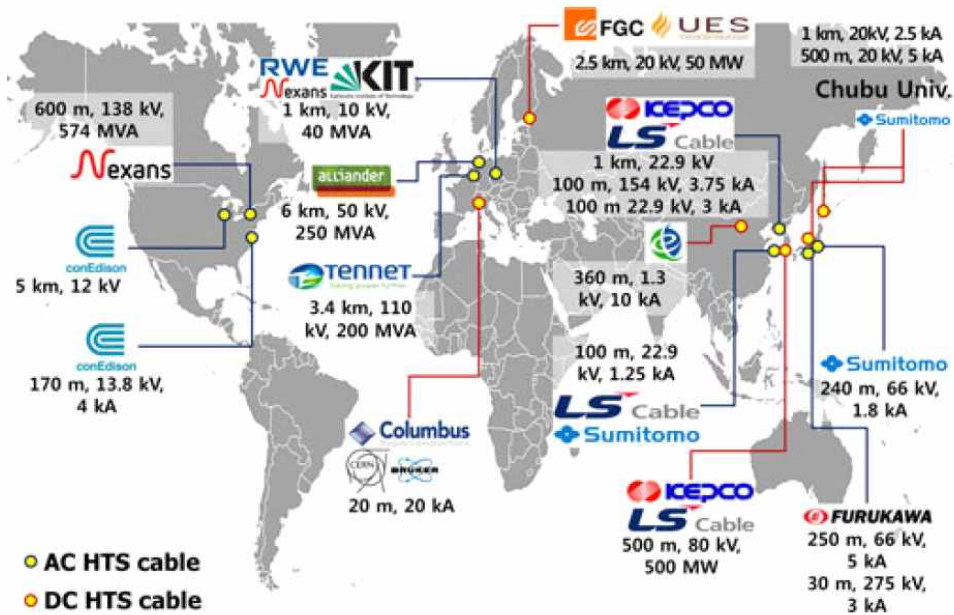 FGC UES
2.5 km, 20 kV, 50 MW
1 km, 20kV, 2.5 kA
500 m, 20 kV, 5 kA
Chubu Univ.
Sumitomo
RWE
Nexans
KIT
1 km, 10 kV,
40 MVA
600 m, 138 kV,
574 MVA
Nexans
KEPCO
LS Cable
1 km, 22.9 kV
100 m, 154 kV, 3.75 kA
100 m 22.9 kV, 3 kA
alliander
6 km, 50 kV,
250 MVA
conEdison
5 km, 12 kV
TENNET
Taking power further
3.4 km, 110
kV, 200 MVA
360 m, 1.3
kV, 10 kA
conEdison
170 m, 13.8 kV,
4 kA
100 m, 22.9
kV, 1.25 kA
LS Cable
Sumitomo
Sumitomo
240 m, 66 kV,
1.8 kA
Columbus
CERN
BRUKER
20 m, 20 kA
KEPCO
LS Cable
500 m, 80 kV,
500 MW
FURUKAWA
250 m, 66 kV,
5 kA
30 m, 275 kV,
3 kA
AC HTS cable
DC HTS cable